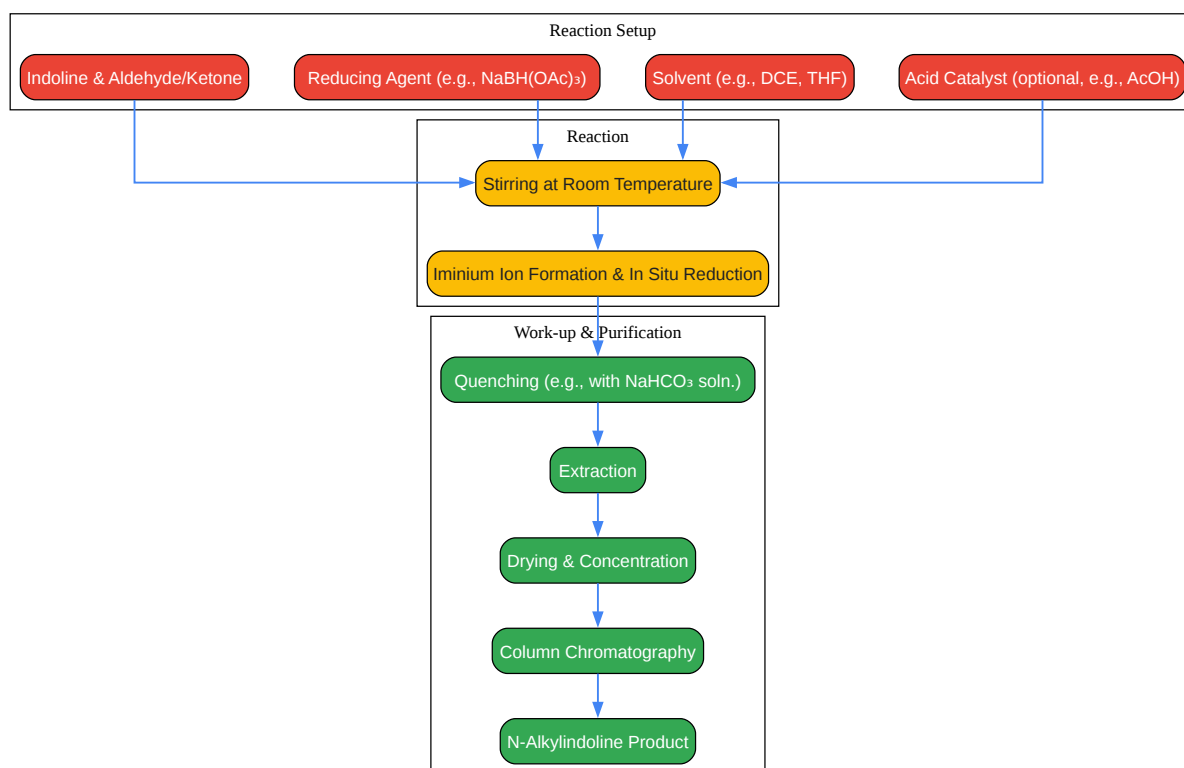 Reaction Setup
Indoline & Aldehyde/Ketone
Reducing Agent (e.g., NaBH(OAc)₃)
Solvent (e.g., DCE, THF)
Acid Catalyst (optional, e.g., AcOH)
Reaction
Stirring at Room Temperature
Iminium Ion Formation & In Situ Reduction
Work-up & Purification
Quenching (e.g., with NaHCO₃ soln.)
Extraction
Drying & Concentration
Column Chromatography
N-Alkylindoline Product